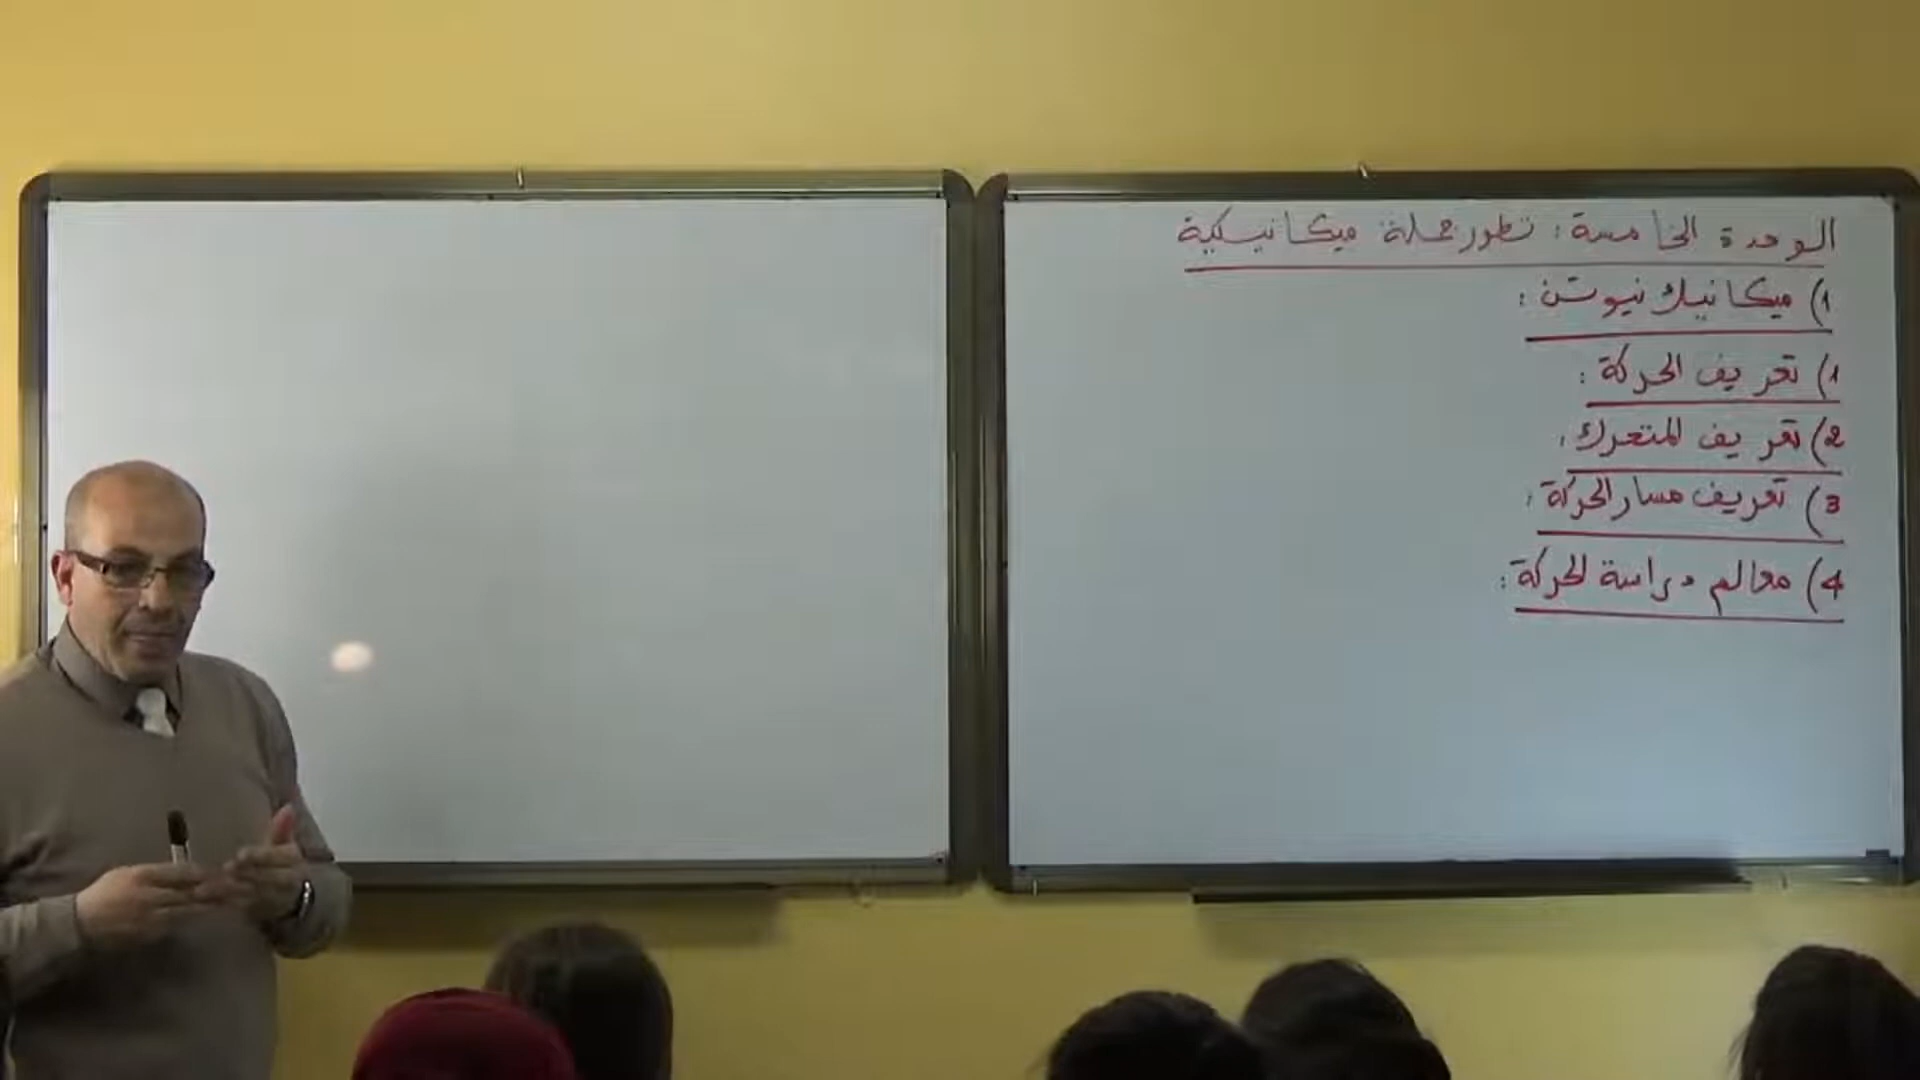 الوحدة الخامسة: تطور جملة ميكانيكية
1) ميكانيك نيوتن:
1) تعريف الحركة:
2) تعريف المتحرك:
3) تعريف مسار الحركة:
4) معالم دراسة الحركة: